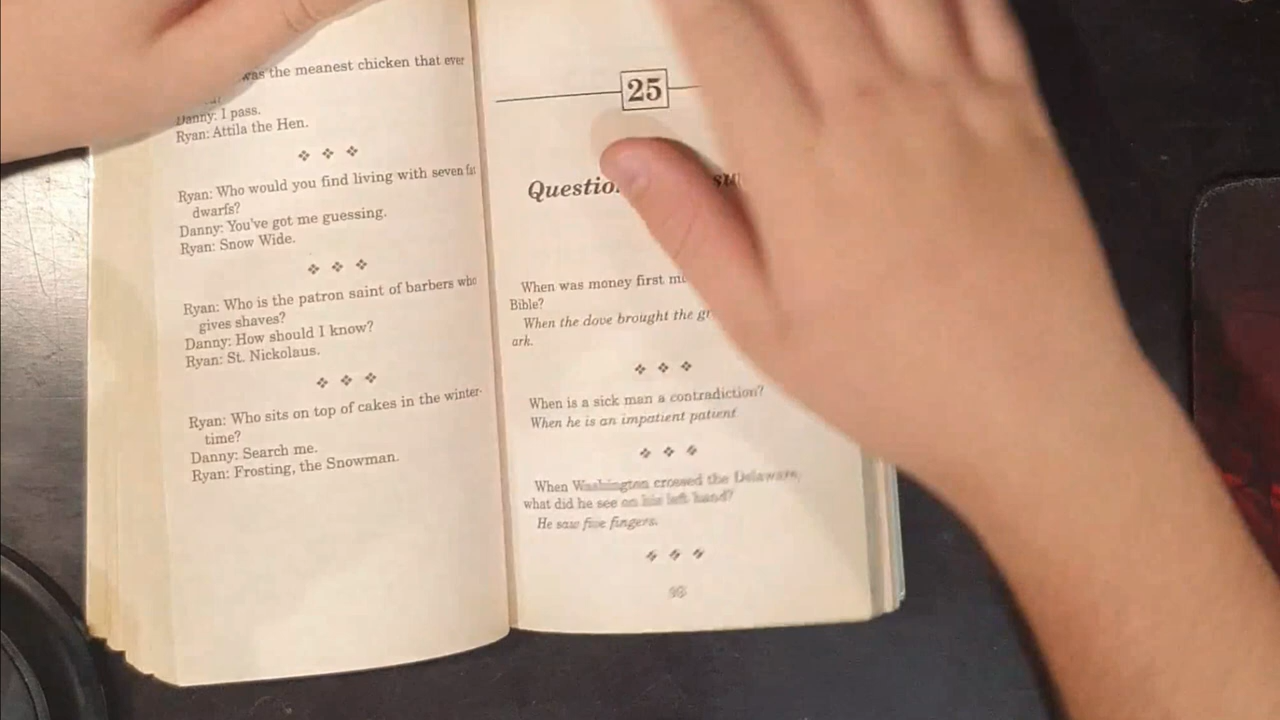 was the meanest chicken that ever
Danny: I pass.
Ryan: Attila the Hen.
Ryan: Who would you find living with seven fat
dwarfs?
Danny: You've got me guessing.
Ryan: Snow Wide.
Ryan: Who is the patron saint of barbers who
gives shaves?
Danny: How should I know?
Ryan: St. Nickolaus.
Ryan: Who sits on top of cakes in the winter-
time?
Danny: Search me.
Ryan: Frosting, the Snowman.
25
When was money first
Bible?
When the dove brought the
ark.
When is a sick man a contradiction?
When he is an impatient patient
When Washington crossed the Delaware,
what did he see on his left hand?
He saw five fingers.